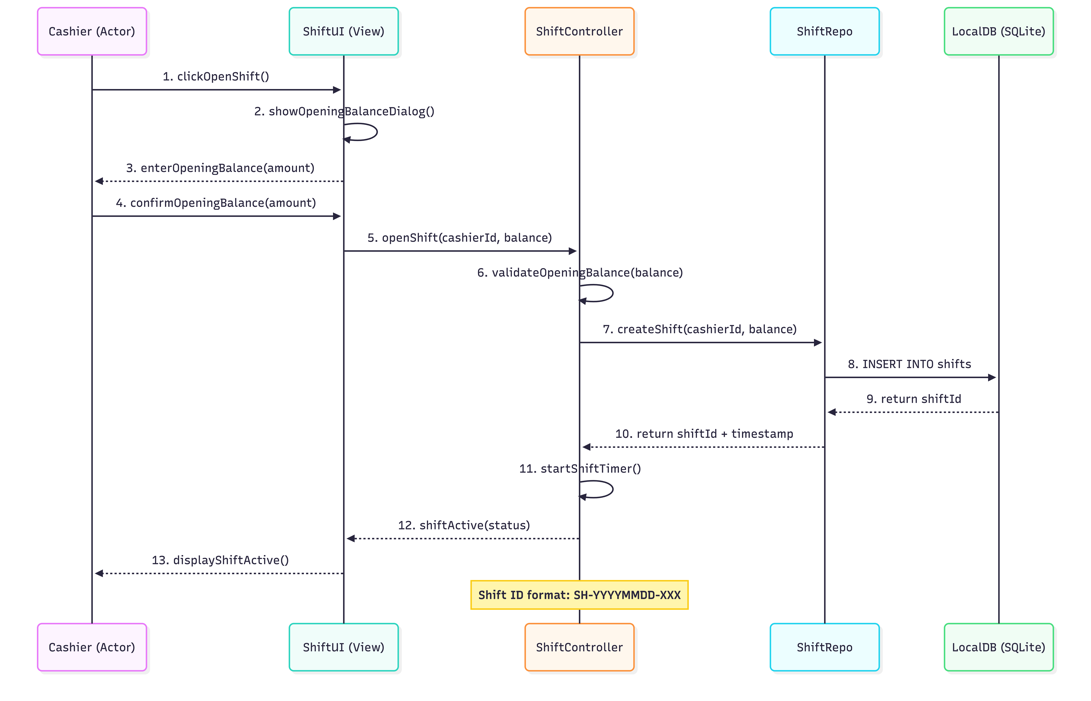 Cashier (Actor)
ShiftUI (View)
ShiftController
ShiftRepo
LocalDB (SQLite)
1. clickOpenShift()
2. showOpeningBalanceDialog()
3. enterOpeningBalance(amount)
4. confirmOpeningBalance(amount)
5. openShift(cashierId, balance)
6. validateOpeningBalance(balance)
7. createShift(cashierId, balance)
8. INSERT INTO shifts
9. return shiftId
10. return shiftId + timestamp
11. startShiftTimer()
12. shiftActive(status)
13. displayShiftActive()
Shift ID format: SH-YYYYMMDD-XXX
Cashier (Actor)
ShiftUI (View)
ShiftController
ShiftRepo
LocalDB (SQLite)